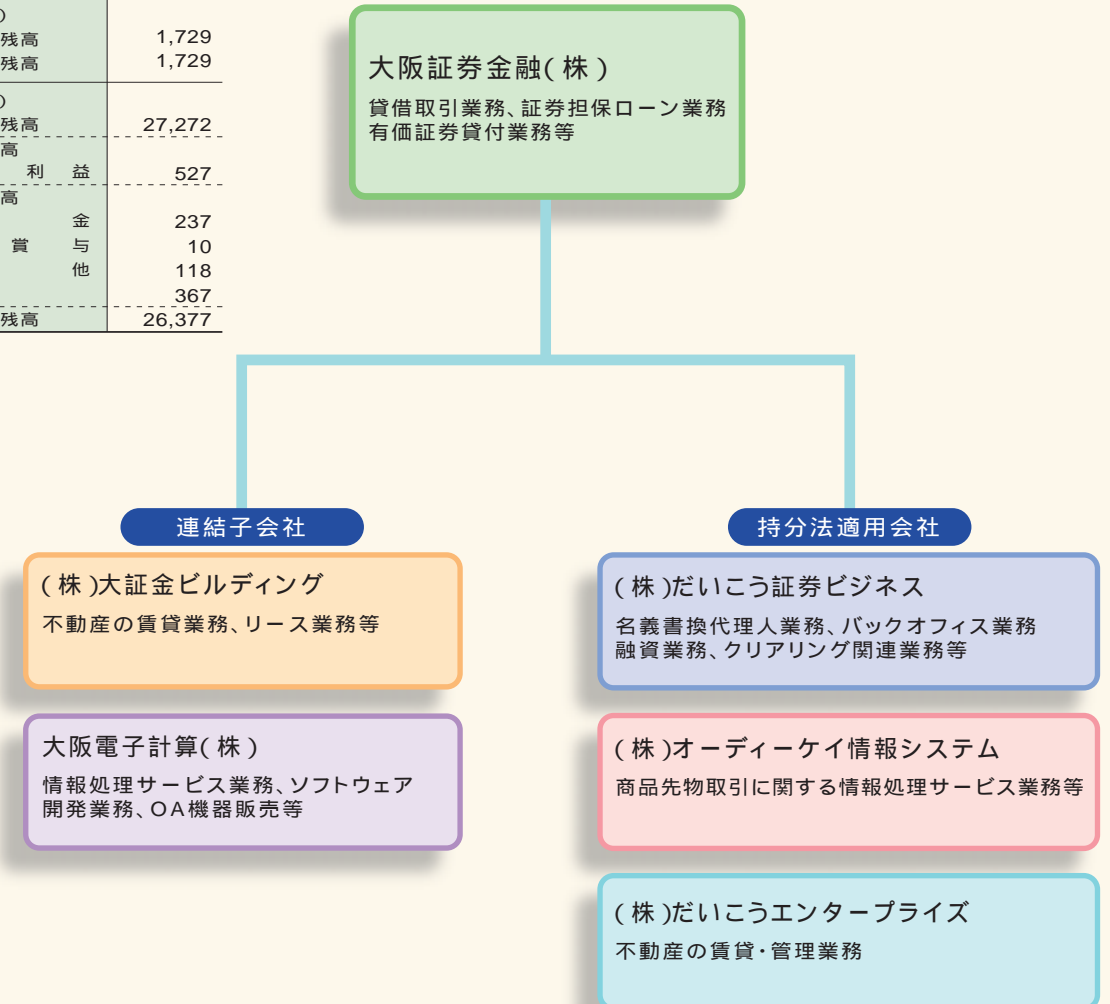 )
残高 1,729
残高 1,729
)
残高 27,272
高
利 益 527
高
金 237
賞 与 10
他 118
367
残高 26,377
大阪証券金融(株)
貸借取引業務、証券担保ローン業務
有価証券貸付業務等
連結子会社
(株)大証金ビルディング
不動産の賃貸業務、リース業務等
大阪電子計算(株)
情報処理サービス業務、ソフトウェア
開発業務、OA機器販売等
持分法適用会社
(株)だいこう証券ビジネス
名義書換代理人業務、バックオフィス業務
融資業務、クリアリング関連業務等
(株)オーディーケイ情報システム
商品先物取引に関する情報処理サービス業務等
(株)だいこうエンタープライズ
不動産の賃貸・管理業務